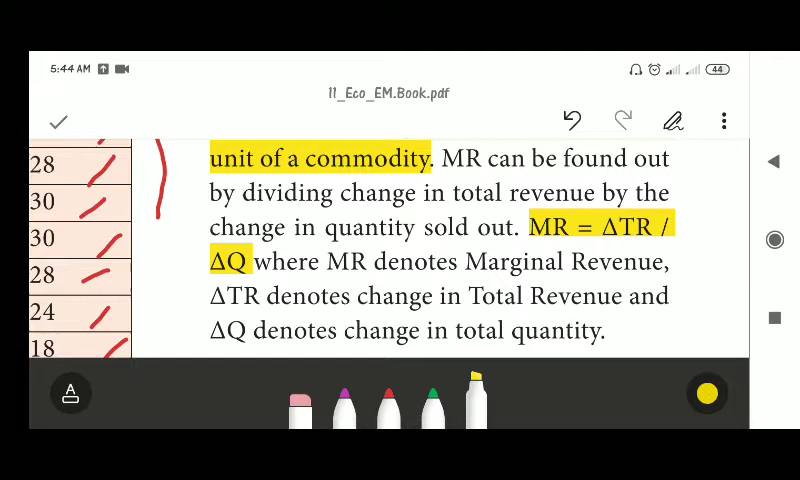 5:44 AM
44
11_Eco_EM.Book.pdf
28
30
30
28
24
18
unit of a commodity. MR can be found out
by dividing change in total revenue by the
change in quantity sold out. MR = ΔTR /
ΔQ where MR denotes Marginal Revenue,
ΔTR denotes change in Total Revenue and
ΔQ denotes change in total quantity.
A